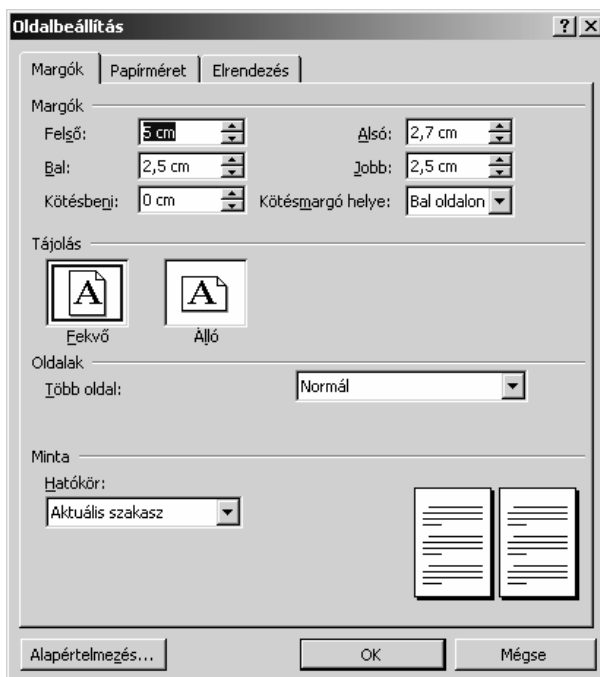 Oldalbeállítás
Margók Papírméret Elrendezés
Margók
Felső: 5 cm Alsó: 2,7 cm
Bal: 2,5 cm Jobb: 2,5 cm
Kötésbeni: 0 cm Kötésmargó helye: Bal oldalon
Tájolás
A A
Fekvő Álló
Oldalak
Több oldal: Normál
Minta
Hatókör:
Aktuális szakasz
Alapértelmezés... OK Mégse